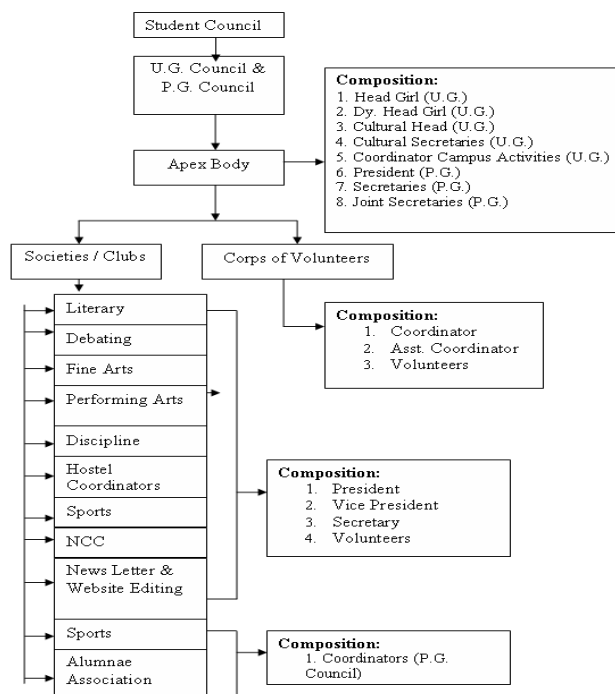 Student Council
U.G. Council &
P.G. Council
Composition:
1. Head Girl (U.G.)
2. Dy. Head Girl (U.G.)
3. Cultural Head (U.G.)
4. Cultural Secretaries (U.G.)
5. Coordinator Campus Activities (U.G.)
6. President (P.G.)
7. Secretaries (P.G.)
8. Joint Secretaries (P.G.)
Apex Body
Societies / Clubs
Corps of Volunteers
Composition:
1. Coordinator
2. Asst. Coordinator
3. Volunteers
Literary
Debating
Fine Arts
Performing Arts
Discipline
Hostel
Coordinators
Sports
NCC
News Letter &
Website Editing
Composition:
1. President
2. Vice President
3. Secretary
4. Volunteers
Sports
Alumnae
Association
Composition:
1. Coordinators (P.G.
Council)